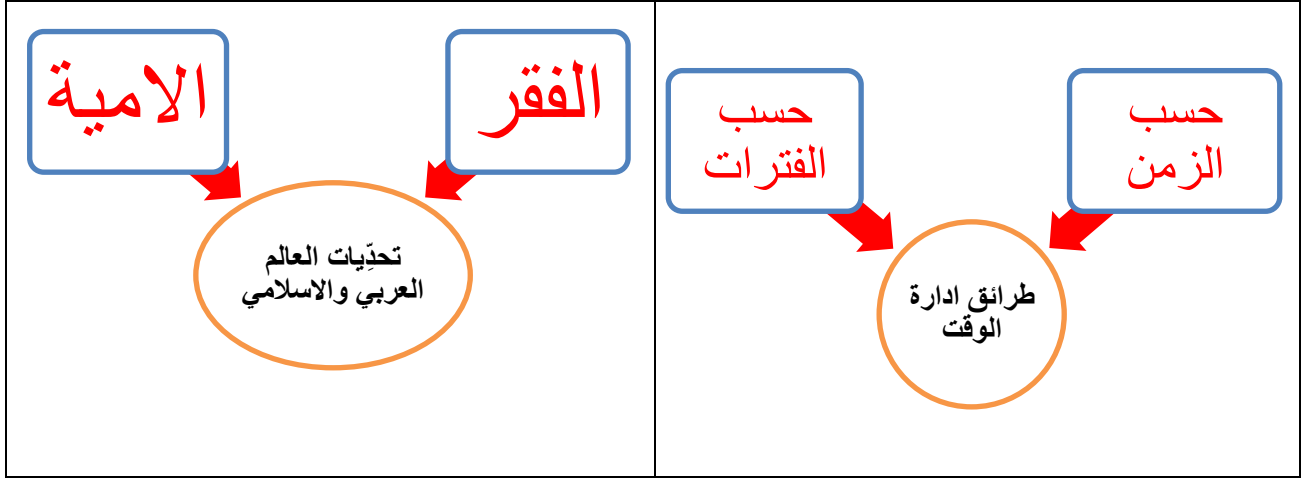 حسب
الزمن
حسب
الفترات
طرائق ادارة
الوقت
الفقر
الامية
تحدِّيات العالم
العربي والاسلامي